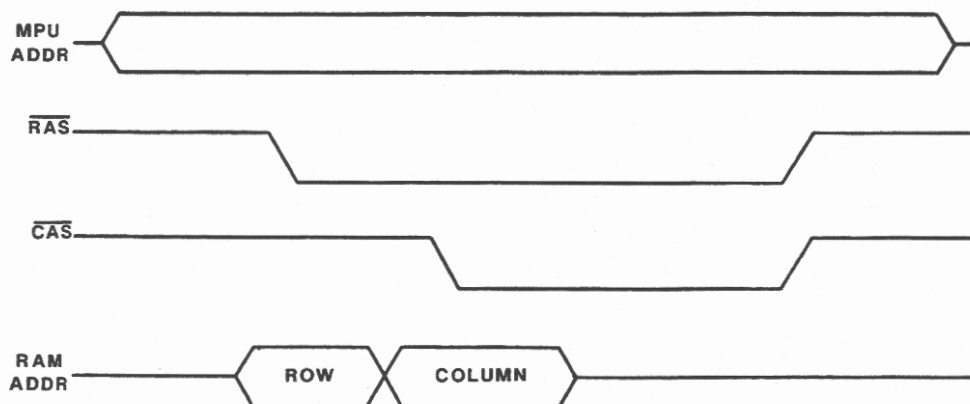 MPU
ADDR
RAS
CAS
RAM
ADDR
ROW
COLUMN